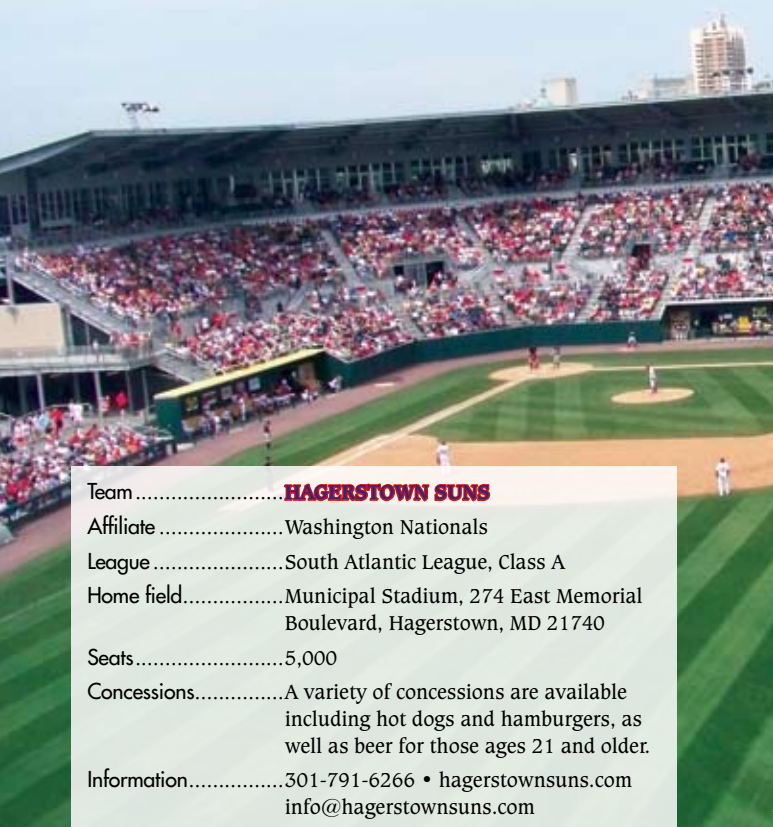 Team........................HAGERSTOWN SUNS
Affiliate ....................Washington Nationals
League .....................South Atlantic League, Class A
Home field.................Municipal Stadium, 274 East Memorial
Boulevard, Hagerstown, MD 21740
Seats........................5,000
Concessions...............A variety of concessions are available
including hot dogs and hamburgers, as
well as beer for those ages 21 and older.
Information................301-791-6266 • hagerstownsuns.com
info@hagerstownsuns.com